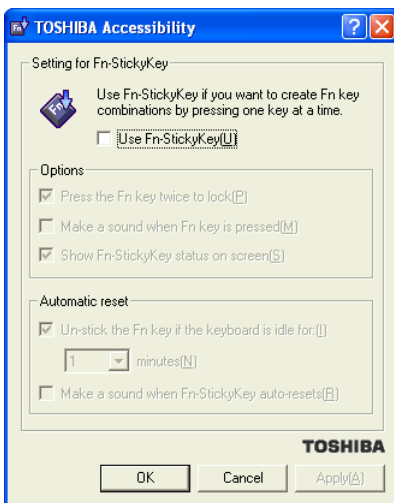 TOSHIBA Accessibility
Setting for Fn-StickyKey
Fn
Use Fn-StickyKey if you want to create Fn key
combinations by pressing one key at a time.
Use Fn-StickyKey(U)
Options
Press the Fn key twice to lock(P)
Make a sound when Fn key is pressed(M)
Show Fn-StickyKey status on screen(S)
Automatic reset
Un-stick the Fn key if the keyboard is idle for:(I)
1 minutes(N)
Make a sound when Fn-StickyKey auto-resets(R)
TOSHIBA
OK Cancel Apply(A)